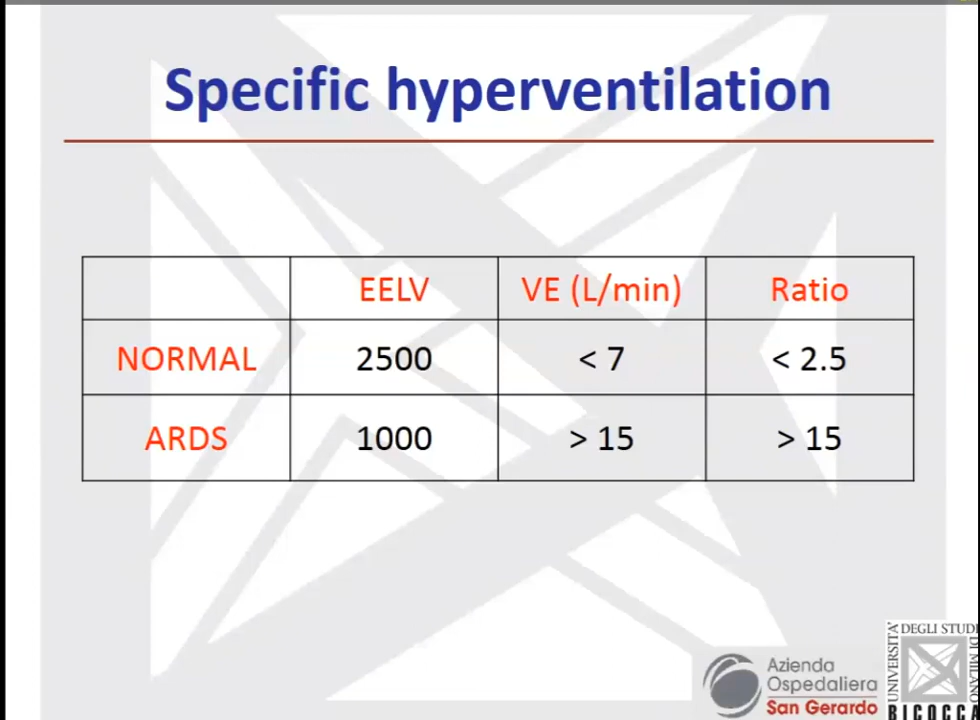 Specific hyperventilation
EELV VE (L/min) Ratio
NORMAL 2500 < 7 < 2.5
ARDS 1000 > 15 > 15
Azienda
Ospedaliera
San Gerardo
UNIVERSITÀ
DEGLI STUDI
DI MILANO
BICOCCA